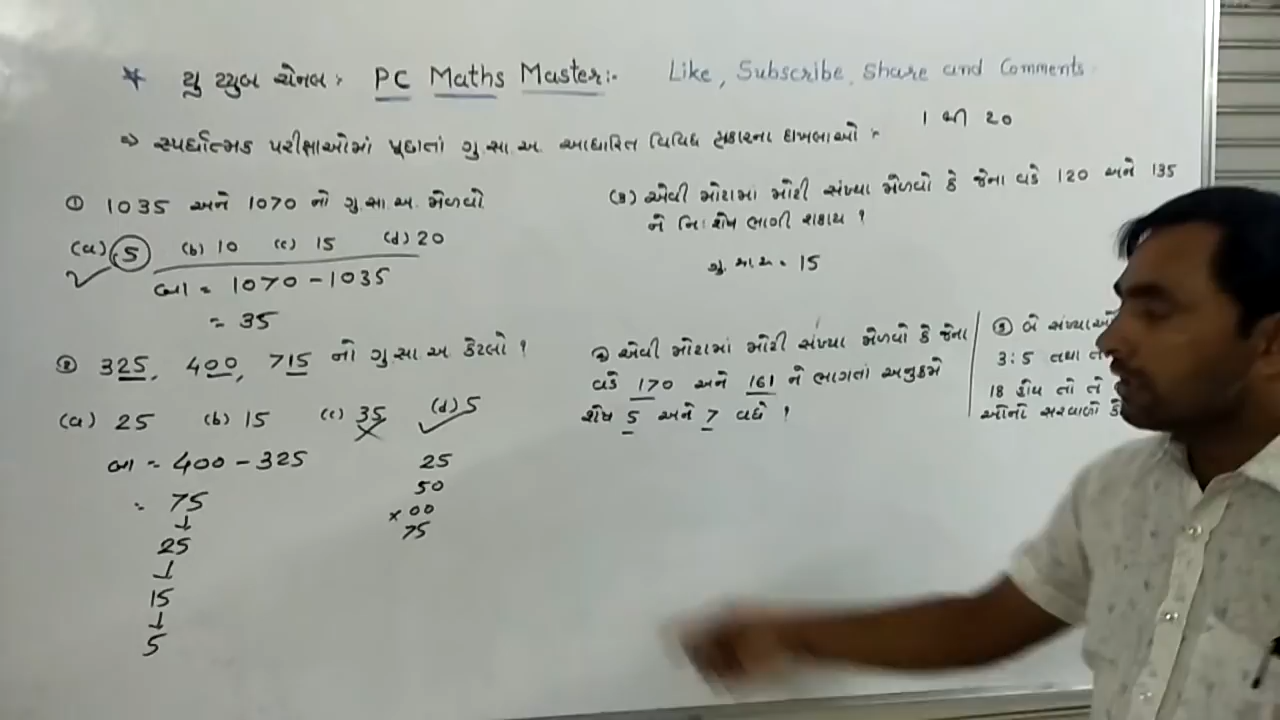 * યુ ટ્યુબ ચેનલ: PC Maths Master:- Like, Subscribe, Share and Comments.
=> સ્પર્ધાત્મક પરીક્ષાઓમાં પૂછાતાં ગુ.સા.અ. આધારિત વિવિધ પ્રકારના દાખલાઓ :- 1 થી 20
① 1035 અને 1070 નો ગુ.સા.અ. મેળવો.
(a) 5 (b) 10 (c) 15 (d) 20
= 1070 - 1035
= 35
② 325, 400, 715 નો ગુ.સા.અ. કેટલો ?
(a) 25 (b) 15 (c) 35 (d) 5
= 400 - 325
= 75
25
15
5
25
50
×00
75
(3) એવી મોટામાં મોટી સંખ્યા મેળવો કે જેના વડે 120 અને 135
ને નિ:શેષ ભાગી શકાય ?
ગુ.સા.અ. = 15
④ એવી મોટામાં મોટી સંખ્યા મેળવો કે જેના
વડે 170 અને 161 ને ભાગતાં અનુક્રમે
શેષ 5 અને 7 વધે ?
⑤ બે સંખ્યાઓ
3:5 તથા
18 હોય તો તે
ઓનો સરવાળો